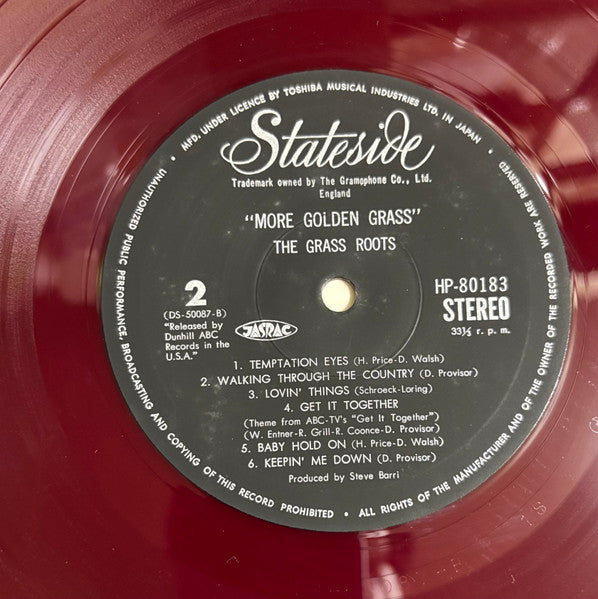 • MFD. UNDER LICENCE BY TOSHIBA MUSICAL INDUSTRIES LTD. IN JAPAN •
Stateside
Trademark owned by The Gramophone Co., Ltd.
England
"MORE GOLDEN GRASS"
THE GRASS ROOTS
2
(DS-50087-B)
"Released by
Dunhill ABC
Records in the
U.S.A."
JASRAC
HP-80183
STEREO
33⅓ r. p. m.
1. TEMPTATION EYES (H. Price-D. Walsh)
2. WALKING THROUGH THE COUNTRY (D. Provisor)
3. LOVIN' THINGS (Schroeck-Loring)
4. GET IT TOGETHER
(Theme from ABC-TV's "Get It Together")
(W. Entner-R. Grill-R. Coonce-D. Provisor)
5. BABY HOLD ON (H. Price-D. Walsh)
6. KEEPIN' ME DOWN (D. Provisor)
Produced by Steve Barri
UNAUTHORIZED PUBLIC PERFORMANCE, BROADCASTING AND COPYING OF THIS RECORD PROHIBITED • ALL RIGHTS OF THE MANUFACTURER AND OF THE OWNER OF THE RECORDED WORK ARE RESERVED